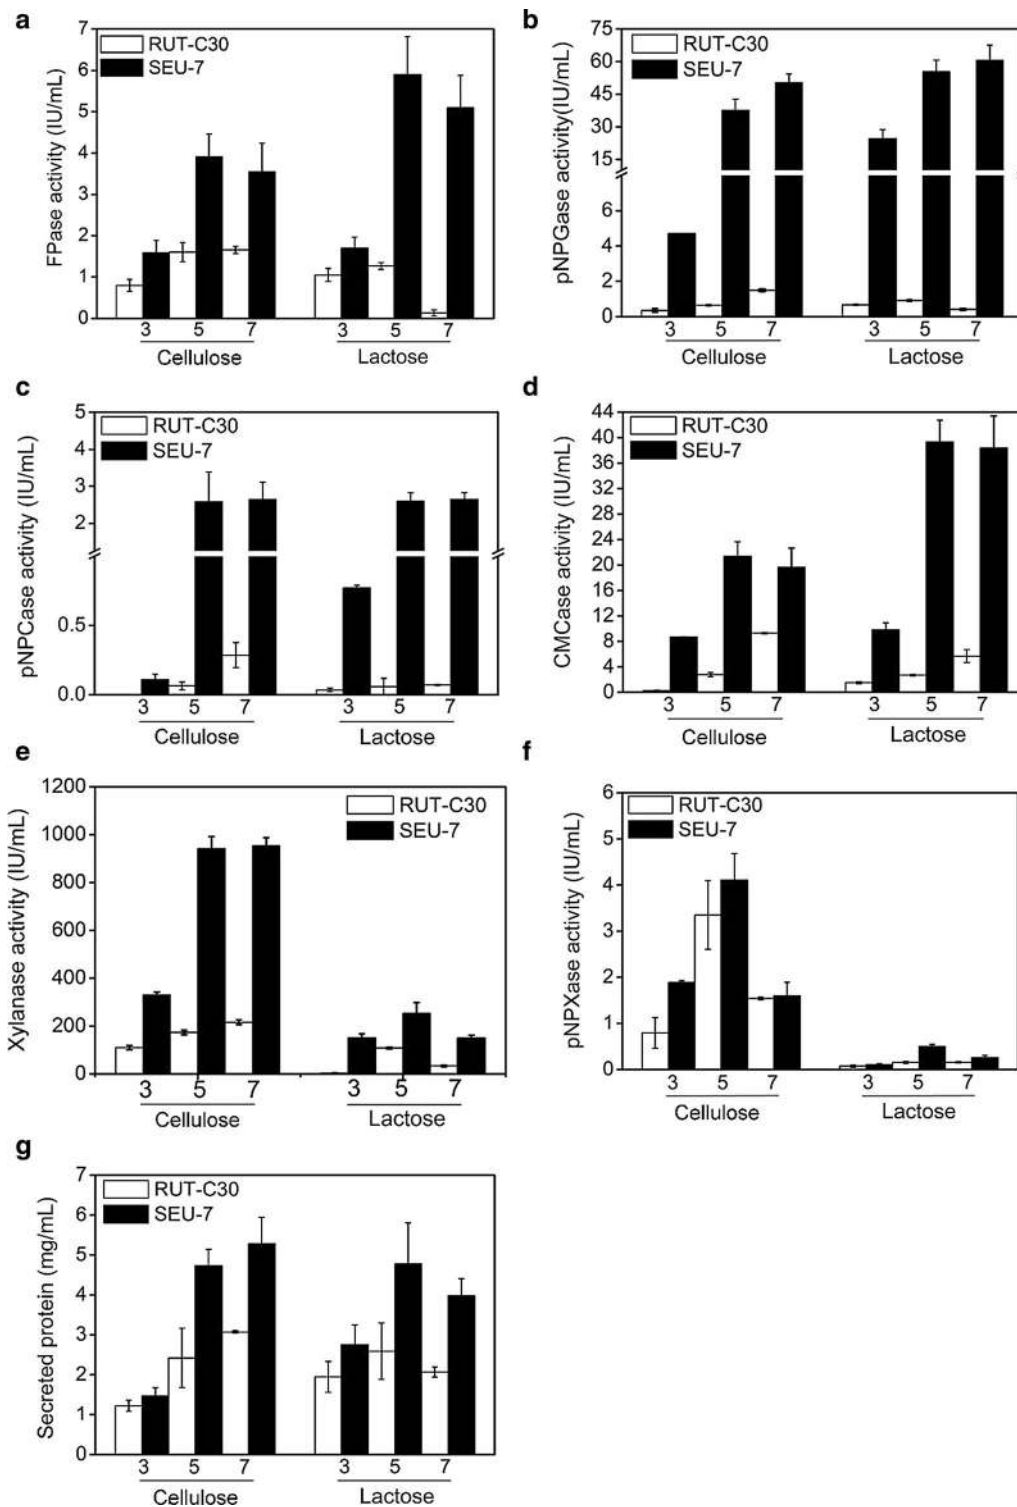 a
FPase activity (IU/mL)
7
6
5
4
3
2
1
0
RUT-C30
SEU-7
3 5 7 3 5 7
Cellulose Lactose
b
pNPGase activity(IU/mL)
75
60
45
30
15
6
4
2
0
RUT-C30
SEU-7
3 5 7 3 5 7
Cellulose Lactose
c
pNPCase activity (IU/mL)
5
4
3
2
0.5
0.0
RUT-C30
SEU-7
3 5 7 3 5 7
Cellulose Lactose
d
CMCase activity (IU/mL)
44
40
36
32
28
24
20
16
12
8
4
0
RUT-C30
SEU-7
3 5 7 3 5 7
Cellulose Lactose
e
Xylanase activity (IU/mL)
1200
1000
800
600
400
200
0
RUT-C30
SEU-7
3 5 7 3 5 7
Cellulose Lactose
f
pNPXase activity (IU/mL)
6
5
4
3
2
1
0
RUT-C30
SEU-7
3 5 7 3 5 7
Cellulose Lactose
g
Secreted protein (mg/mL)
7
6
5
4
3
2
1
0
RUT-C30
SEU-7
3 5 7 3 5 7
Cellulose Lactose